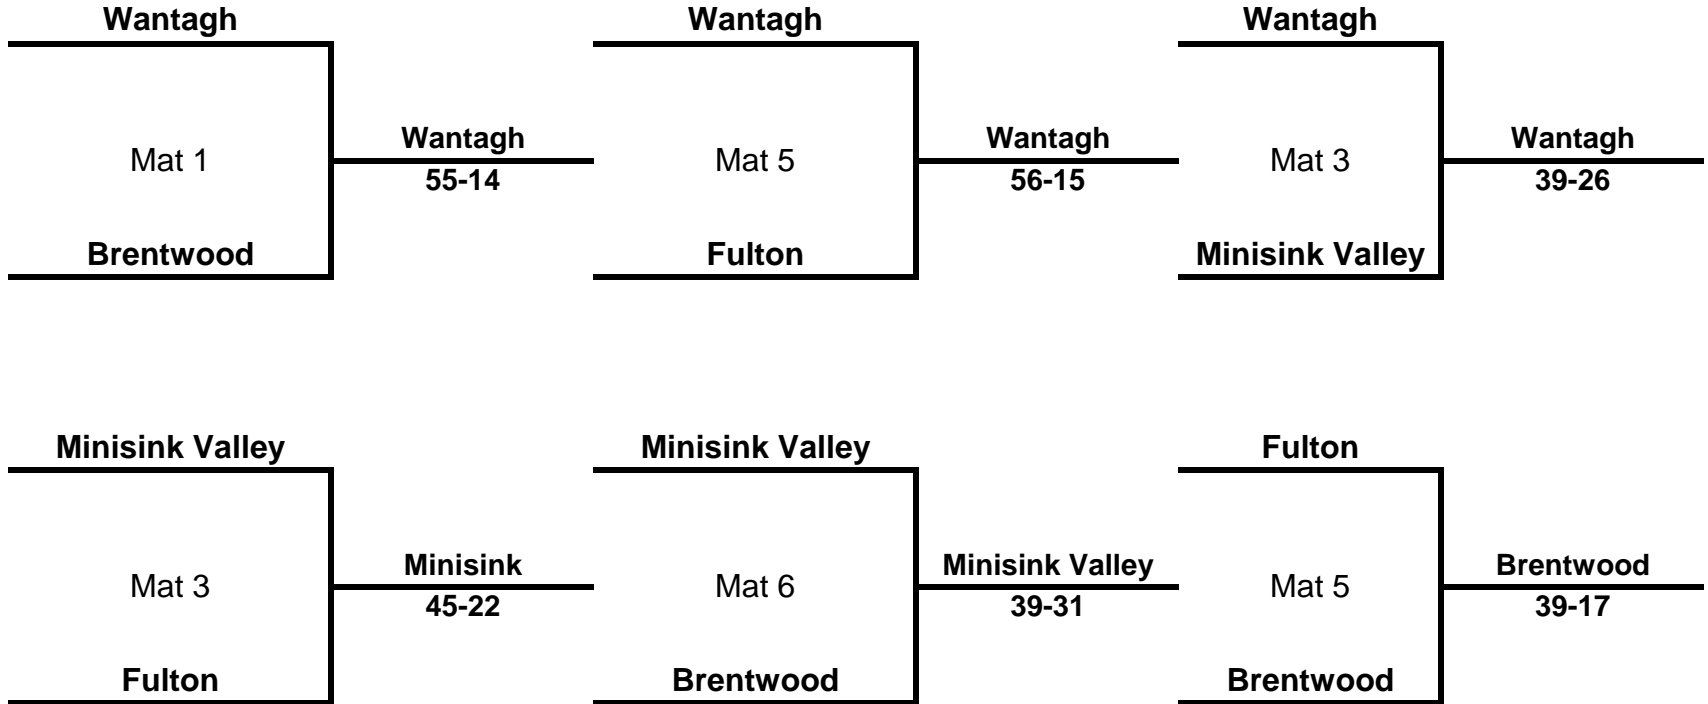 Wantagh
Wantagh
Wantagh
Wantagh
Wantagh
Wantagh
Mat 1
Mat 5
Mat 3
55-14
56-15
39-26
Brentwood
Fulton
Minisink Valley
Minisink Valley
Minisink Valley
Fulton
Minisink
Minisink Valley
Brentwood
Mat 3
Mat 6
Mat 5
45-22
39-31
39-17
Fulton
Brentwood
Brentwood